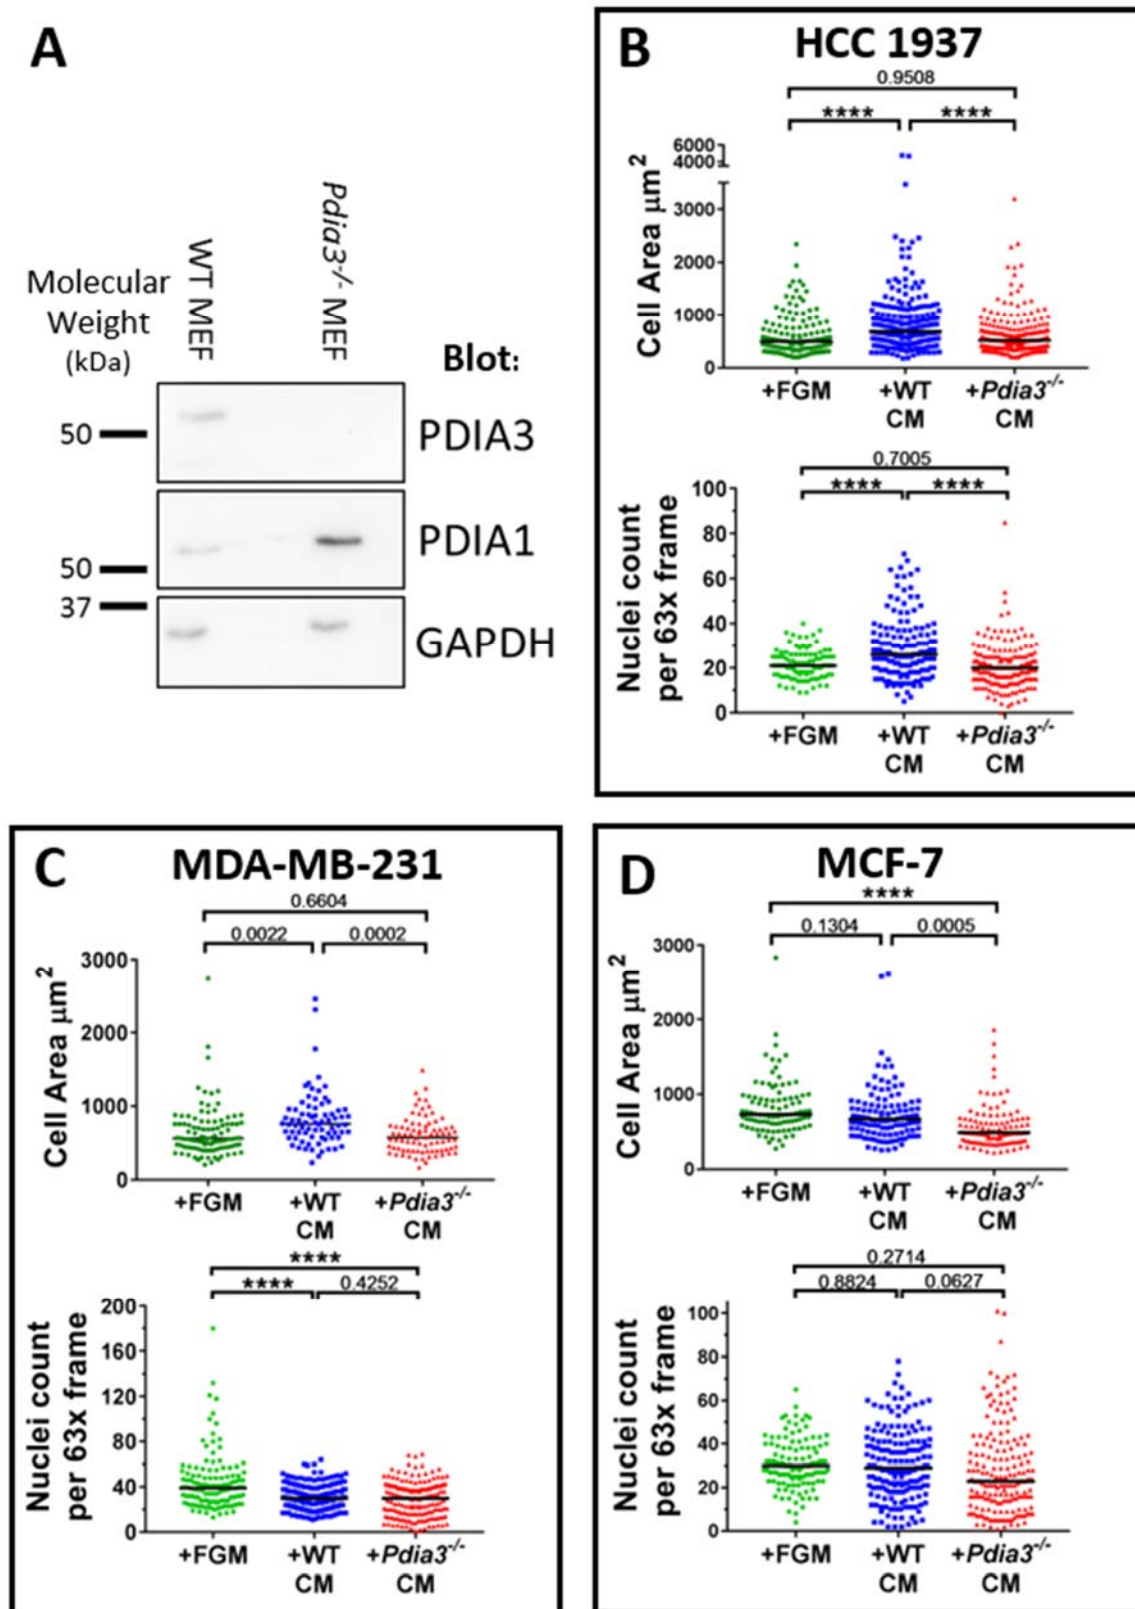 A
WT MEF
Pdia3-/- MEF
Molecular
Weight
(kDa)
Blot:
50
PDIA3
50
PDIA1
37
GAPDH
B
HCC 1937
0.9508
**** ****
Cell Area μm2
6000
4000
3000
2000
1000
0
+FGM +WT CM +Pdia3-/- CM
0.7005
**** ****
Nuclei count
per 63x frame
100
80
60
40
20
0
+FGM +WT CM +Pdia3-/- CM
C
MDA-MB-231
0.6604
0.0022 0.0002
Cell Area μm2
3000
2000
1000
0
+FGM +WT CM +Pdia3-/- CM
****
**** 0.4252
Nuclei count
per 63x frame
200
160
120
80
40
0
+FGM +WT CM +Pdia3-/- CM
D
MCF-7
****
0.1304 0.0005
Cell Area μm2
3000
2000
1000
0
+FGM +WT CM +Pdia3-/- CM
0.2714
0.8824 0.0627
Nuclei count
per 63x frame
100
80
60
40
20
0
+FGM +WT CM +Pdia3-/- CM